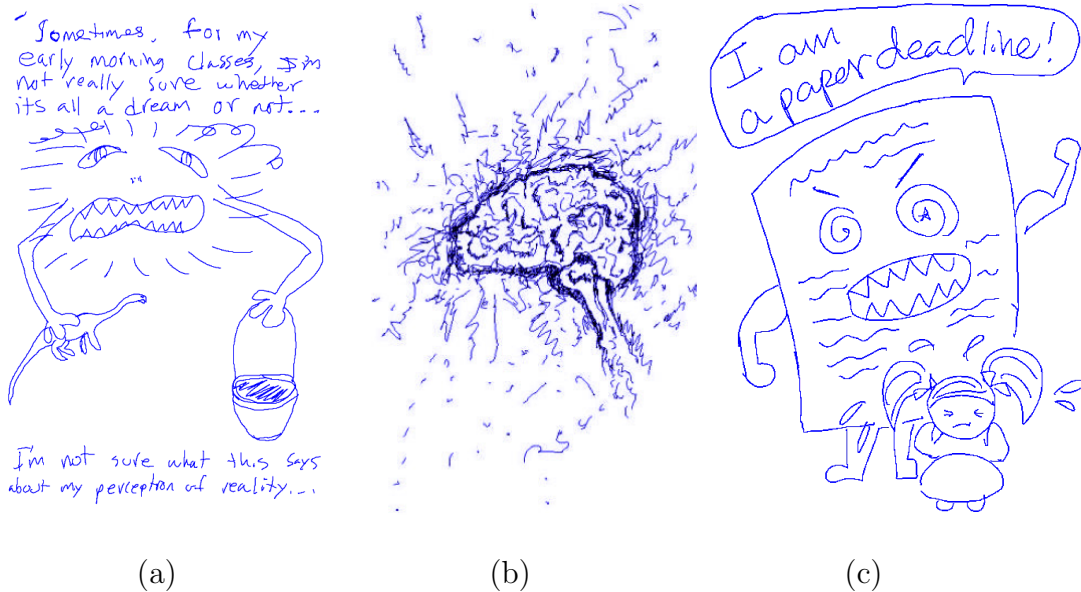 Sometimes, for my
early morning classes, I'm
not really sure whether
its all a dream or not...
I'm not sure what this says
about my perception of reality...
I am
a paper deadline!
A
(a)
(b)
(c)